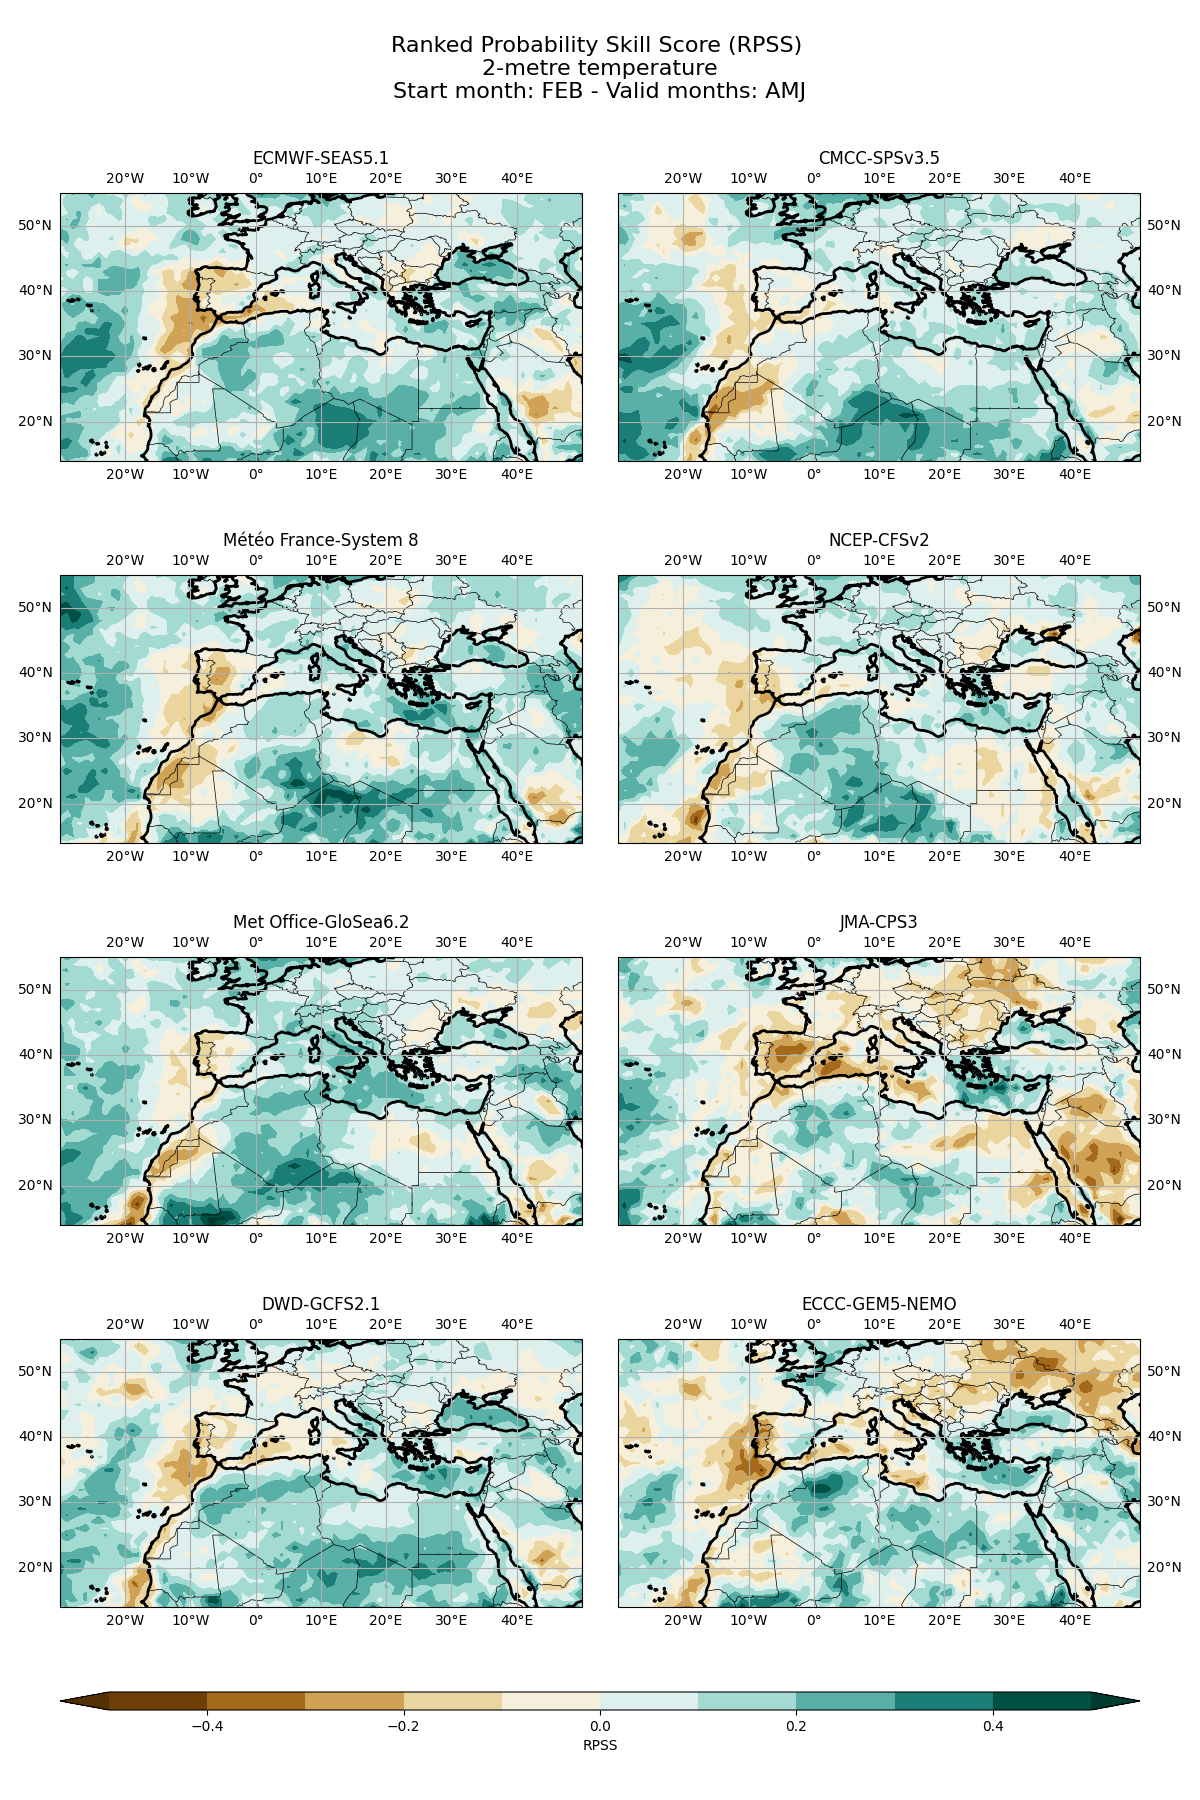 Ranked Probability Skill Score (RPSS)
2-metre temperature
Start month: FEB - Valid months: AMJ
ECMWF-SEAS5.1
CMCC-SPSv3.5
20°W 10°W 0° 10°E 20°E 30°E 40°E
20°W 10°W 0° 10°E 20°E 30°E 40°E
50°N
50°N
40°N
40°N
30°N
30°N
20°N
20°N
20°W 10°W 0° 10°E 20°E 30°E 40°E
20°W 10°W 0° 10°E 20°E 30°E 40°E
Météo France-System 8
NCEP-CFSv2
20°W 10°W 0° 10°E 20°E 30°E 40°E
20°W 10°W 0° 10°E 20°E 30°E 40°E
50°N
50°N
40°N
40°N
30°N
30°N
20°N
20°N
20°W 10°W 0° 10°E 20°E 30°E 40°E
20°W 10°W 0° 10°E 20°E 30°E 40°E
Met Office-GloSea6.2
JMA-CPS3
20°W 10°W 0° 10°E 20°E 30°E 40°E
20°W 10°W 0° 10°E 20°E 30°E 40°E
50°N
50°N
40°N
40°N
30°N
30°N
20°N
20°N
20°W 10°W 0° 10°E 20°E 30°E 40°E
20°W 10°W 0° 10°E 20°E 30°E 40°E
DWD-GCFS2.1
ECCC-GEM5-NEMO
20°W 10°W 0° 10°E 20°E 30°E 40°E
20°W 10°W 0° 10°E 20°E 30°E 40°E
50°N
50°N
40°N
40°N
30°N
30°N
20°N
20°N
20°W 10°W 0° 10°E 20°E 30°E 40°E
20°W 10°W 0° 10°E 20°E 30°E 40°E
−0.4 −0.2 0.0 0.2 0.4
RPSS